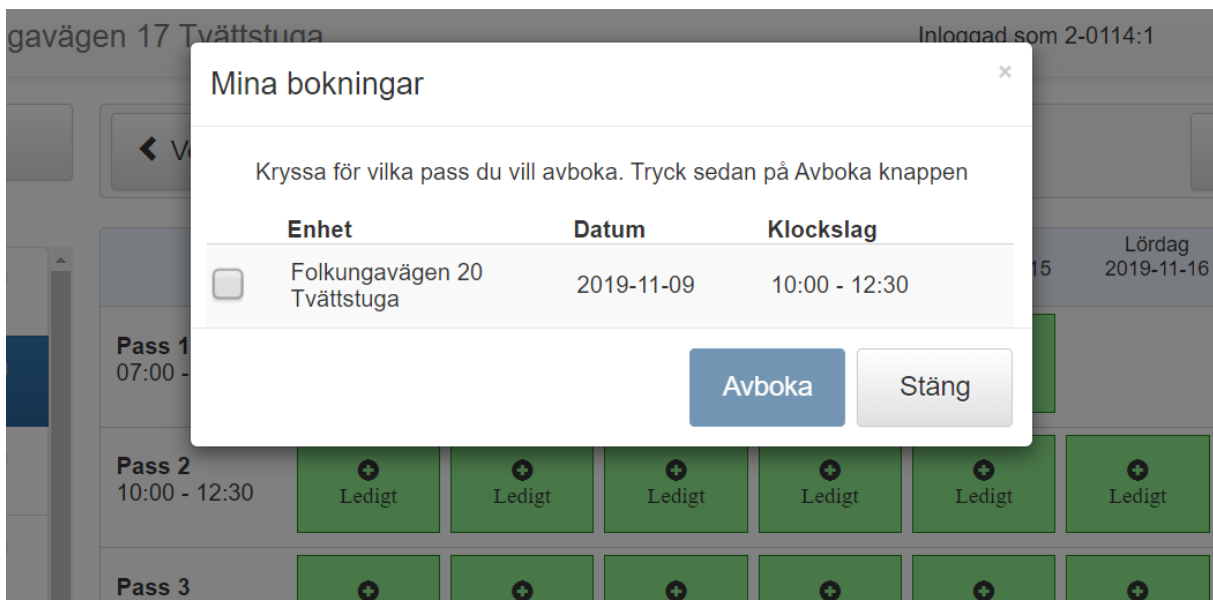 gavägen 17 Tvättstuga
Inloggad som 2-0114:1
Mina bokningar
×
Kryssa för vilka pass du vill avboka. Tryck sedan på Avboka knappen
Enhet Datum Klockslag
Folkungavägen 20
Tvättstuga
2019-11-09 10:00 - 12:30
Avboka Stäng
Lördag
15 2019-11-16
Pass 1
07:00 -
Pass 2
10:00 - 12:30
Ledigt Ledigt Ledigt Ledigt Ledigt Ledigt
Pass 3